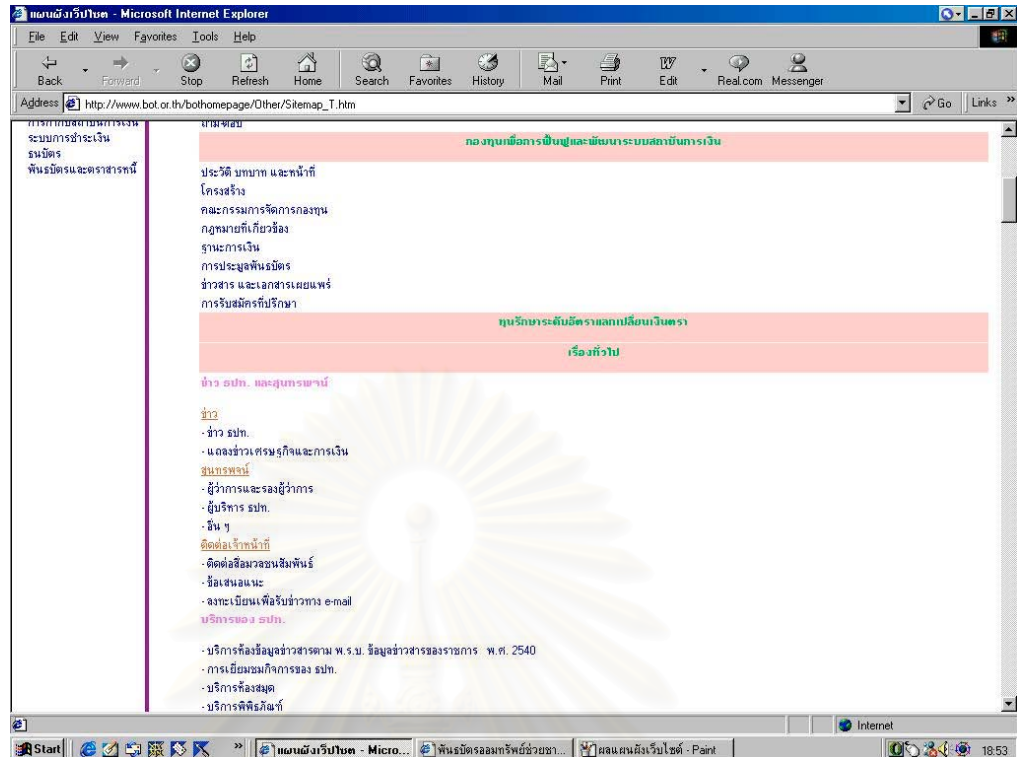 แผนผังเว็บไซต - Microsoft Internet Explorer
File Edit View Favorites Tools Help
Back Forward Stop Refresh Home Search Favorites History Mail Print Edit Real.com Messenger
Address http://www.bot.or.th/bothomepage/Other/Sitemap_T.htm Go Links
การกำกับสถาบันการเงิน
ระบบการชำระเงิน
ธนบัตร
พันธบัตรและตราสารหนี้
ถาม-ตอบ
กองทุนเพื่อการฟื้นฟูและพัฒนาระบบสถาบันการเงิน
ประวัติ บทบาท และหน้าที่
โครงสร้าง
คณะกรรมการจัดการกองทุน
กฎหมายที่เกี่ยวข้อง
ฐานะการเงิน
การประมูลพันธบัตร
ข่าวสาร และเอกสารเผยแพร่
การรับสมัครที่ปรึกษา
ทุนรักษาระดับอัตราแลกเปลี่ยนเงินตรา
เรื่องทั่วไป
ข่าว ธปท. และสุนทรพจน์
ข่าว
- ข่าว ธปท.
- แถลงข่าวเศรษฐกิจและการเงิน
สุนทรพจน์
- ผู้ว่าการและรองผู้ว่าการ
- ผู้บริหาร ธปท.
- อื่น ๆ
ติดต่อเจ้าหน้าที่
- ติดต่อสื่อมวลชนสัมพันธ์
- ข้อเสนอแนะ
- ลงทะเบียนเพื่อรับข่าวทาง e-mail
บริการของ ธปท.
- บริการห้องข้อมูลข่าวสารตาม พ.ร.บ. ข้อมูลข่าวสารของราชการ พ.ศ. 2540
- การเยี่ยมชมกิจการของ ธปท.
- บริการห้องสมุด
- บริการพิพิธภัณฑ์
Internet
Start แผนผังเว็บไซต - Micro... พันธบัตรออมทรัพย์ช่วยชา... ผลแผนผังเว็บไซต์ - Paint 18:53